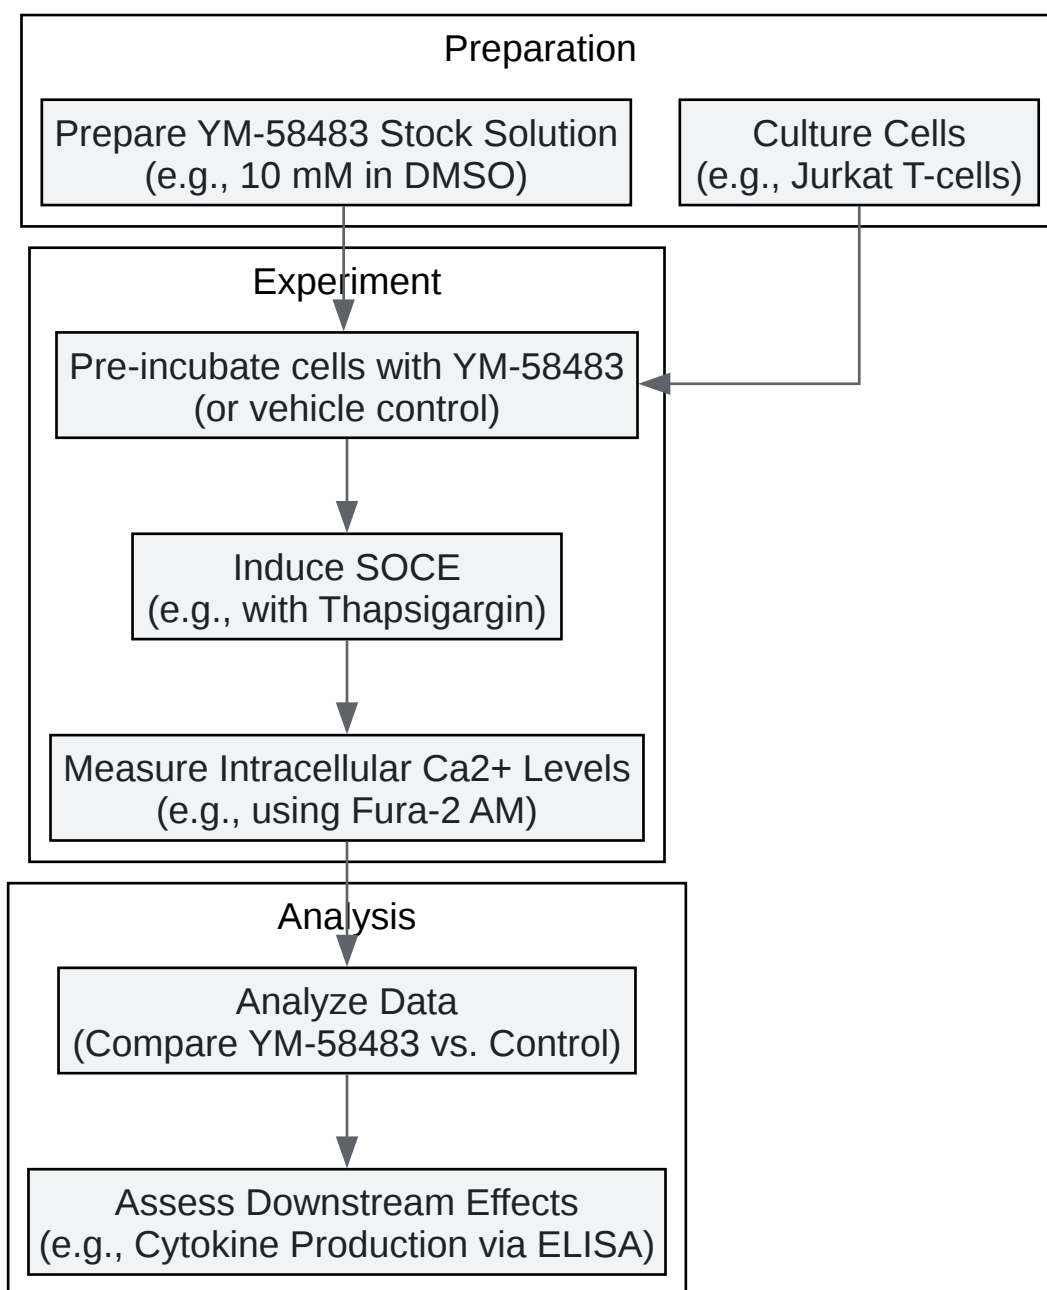 Preparation
Prepare YM-58483 Stock Solution
(e.g., 10 mM in DMSO)
Culture Cells
(e.g., Jurkat T-cells)
Experiment
Pre-incubate cells with YM-58483
(or vehicle control)
Induce SOCE
(e.g., with Thapsigargin)
Measure Intracellular Ca2+ Levels
(e.g., using Fura-2 AM)
Analysis
Analyze Data
(Compare YM-58483 vs. Control)
Assess Downstream Effects
(e.g., Cytokine Production via ELISA)